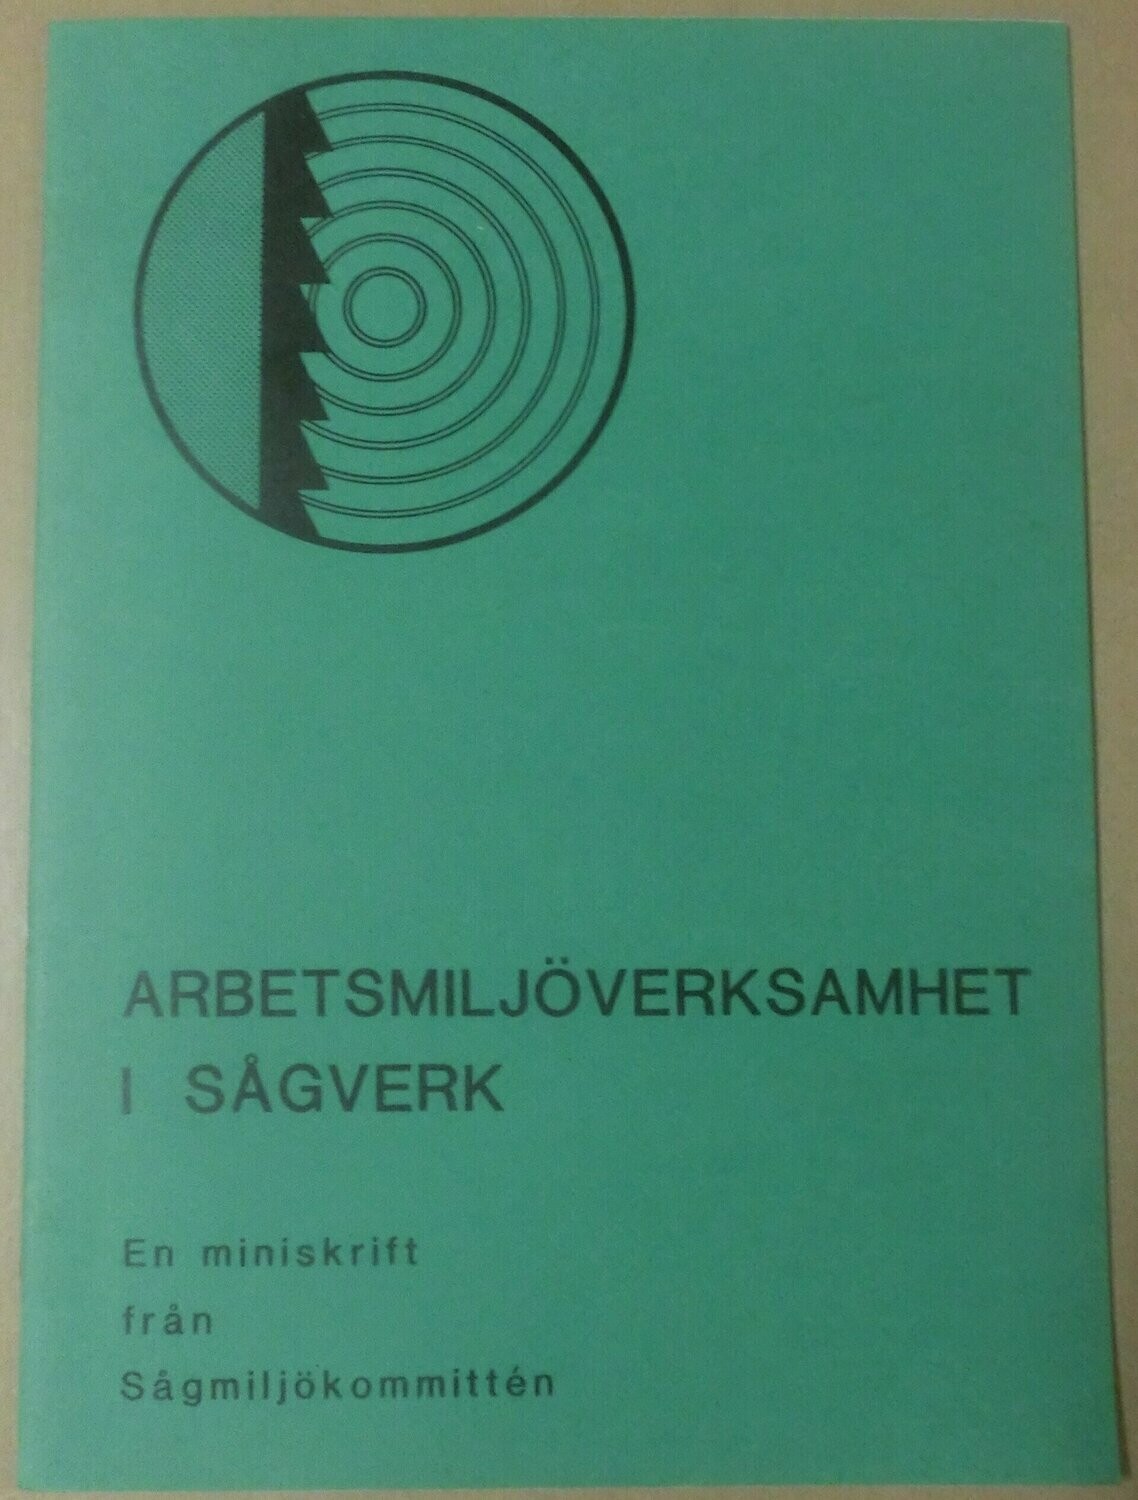 ARBETSMILJÖVERKSAMHET
I SÅGVERK
En miniskrift
från
Sågmiljökommittén